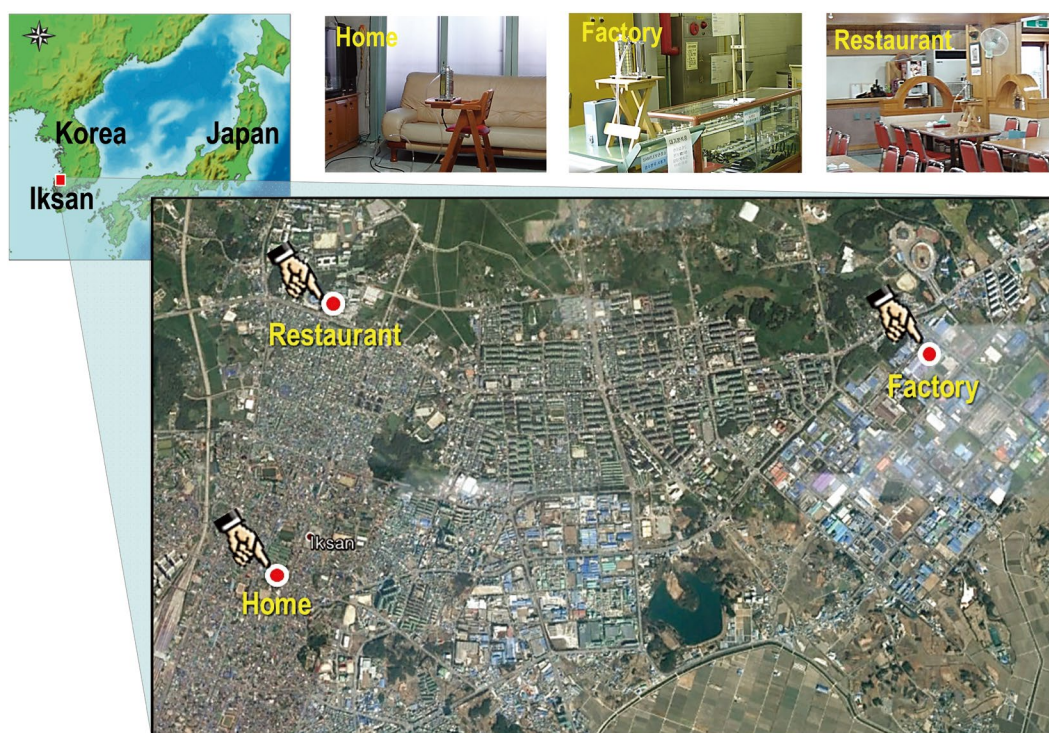 Korea
Japan
Iksan
Home
Factory
Restaurant
Restaurant
Factory
Iksan
Home